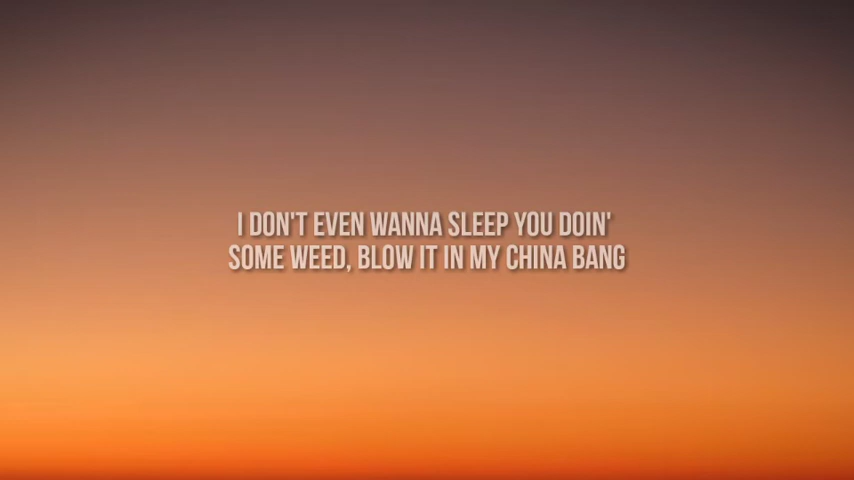 I DON'T EVEN WANNA SLEEP YOU DOIN'
SOME WEED, BLOW IT IN MY CHINA BANG